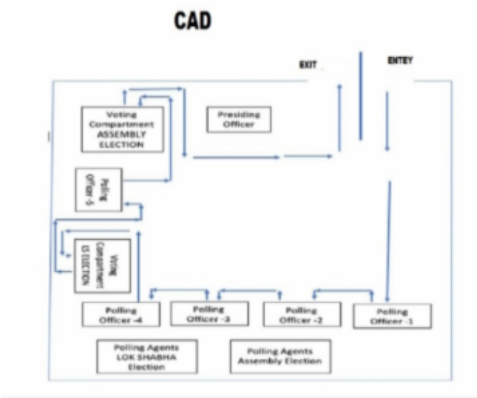 CAD
EXIT
ENTEY
Voting
Compartment
ASSEMBLY
ELECTION
Presiding
Officer
Polling
Officer -5
Voting
Compartment
LS ELECTION
Polling
Officer -4
Polling
Officer -3
Polling
Officer -2
Polling
Officer -1
Polling Agents
LOK SHABHA
Election
Polling Agents
Assembly Election